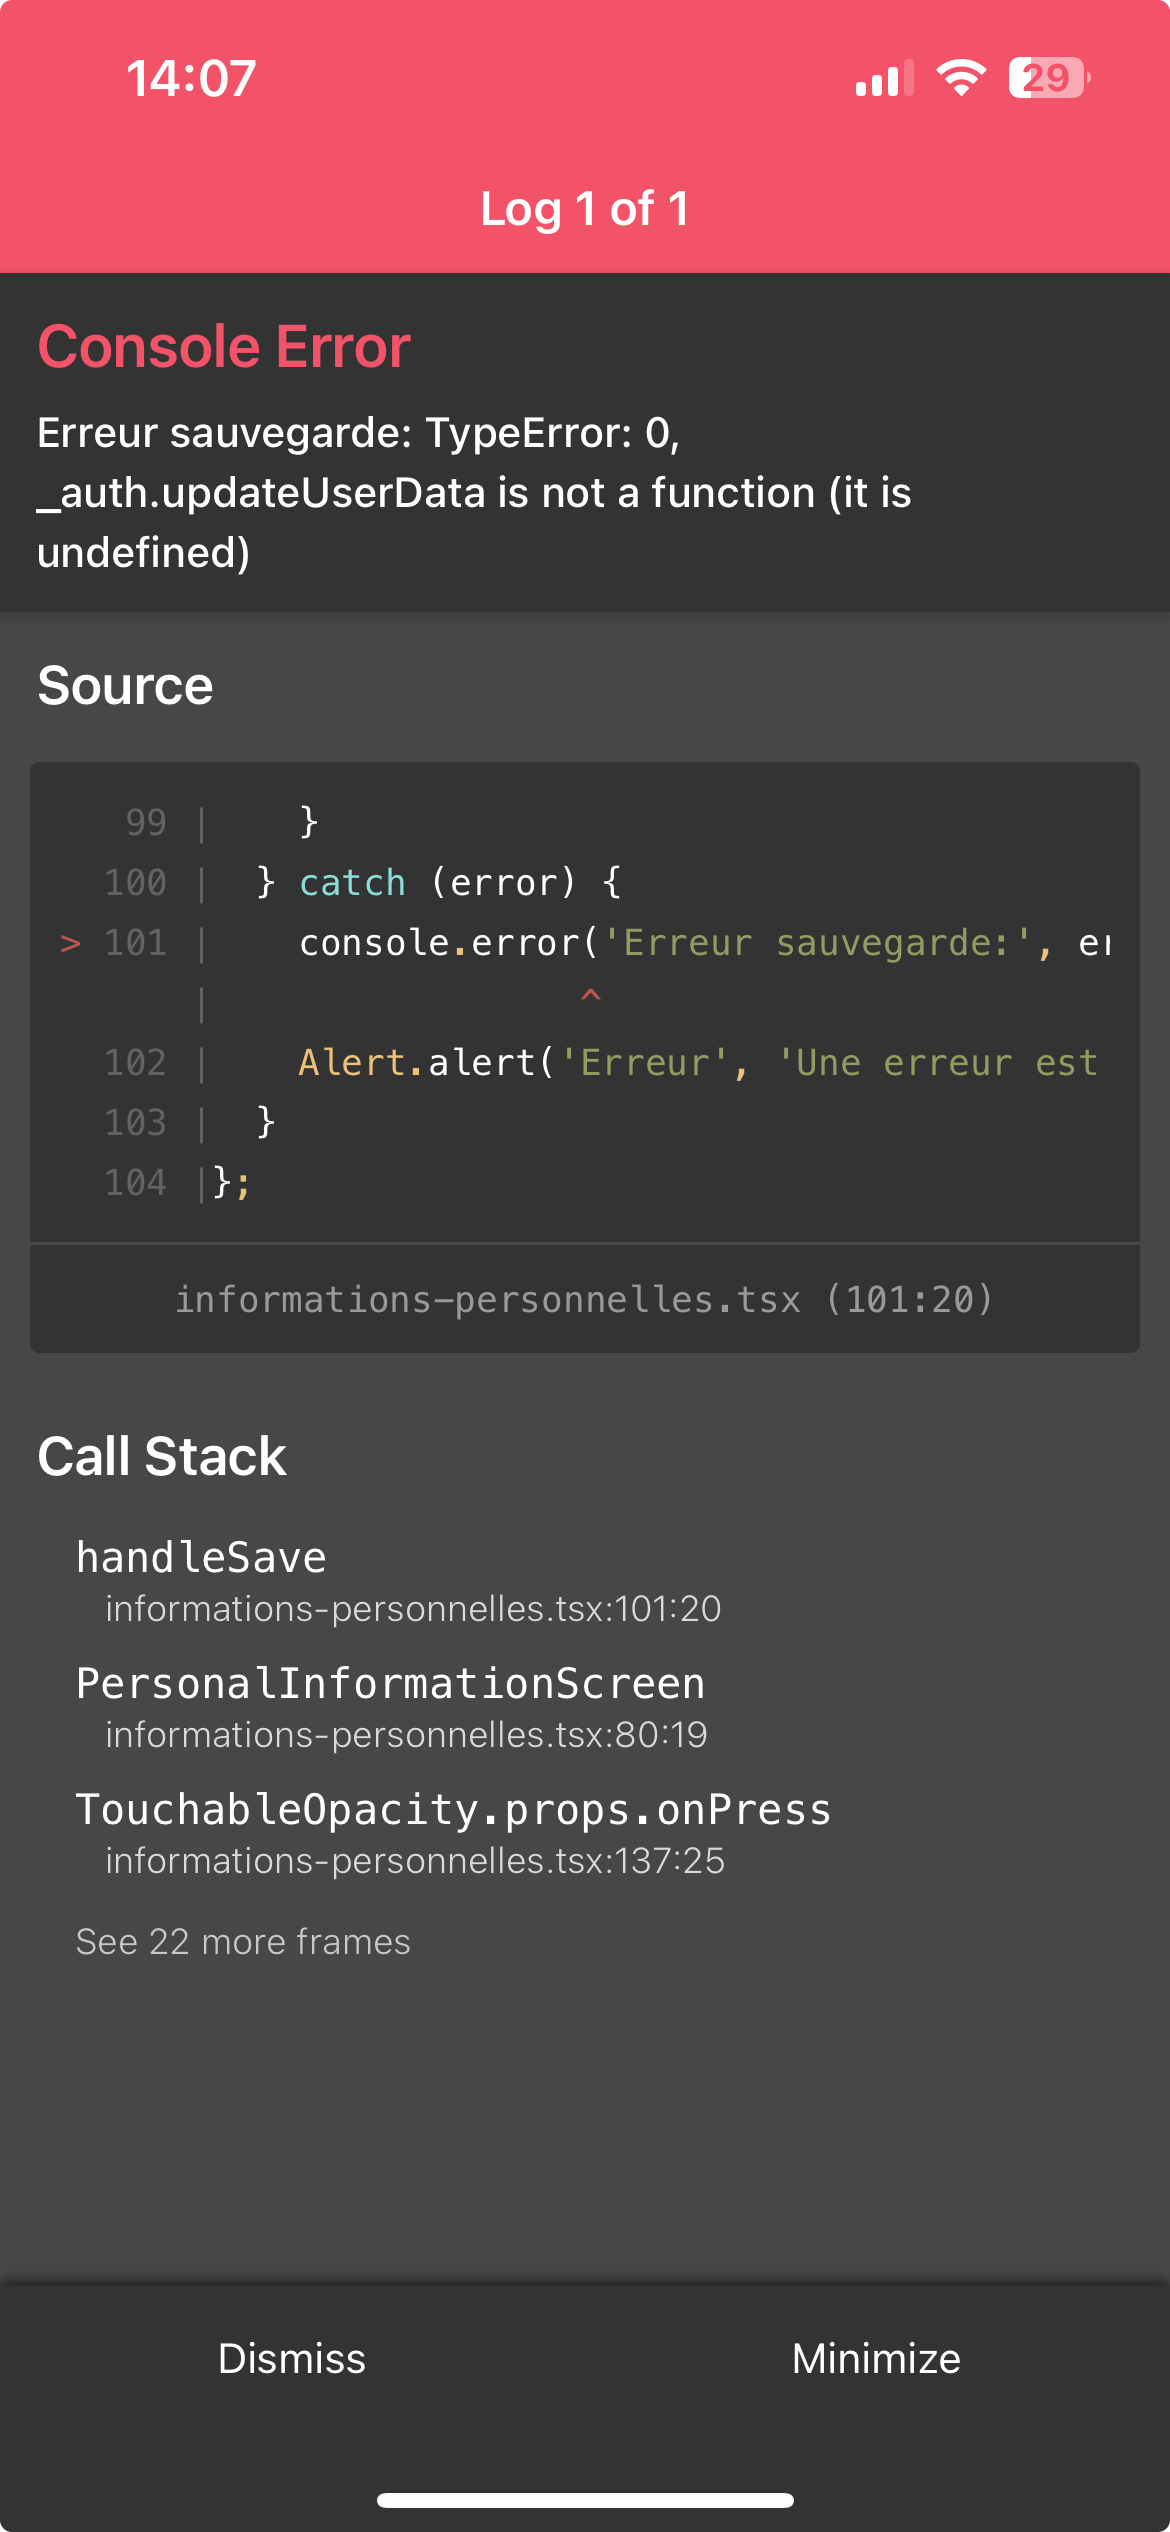 14:07
29
Log 1 of 1
Console Error
Erreur sauvegarde: TypeError: 0,
_auth.updateUserData is not a function (it is
undefined)
Source
99 |     }
100 |   } catch (error) {
> 101 |     console.error('Erreur sauvegarde:', er
|                  ^
102 |     Alert.alert('Erreur', 'Une erreur est
103 |   }
104 |};
informations-personnelles.tsx (101:20)
Call Stack
handleSave
informations-personnelles.tsx:101:20
PersonalInformationScreen
informations-personnelles.tsx:80:19
TouchableOpacity.props.onPress
informations-personnelles.tsx:137:25
See 22 more frames
Dismiss
Minimize